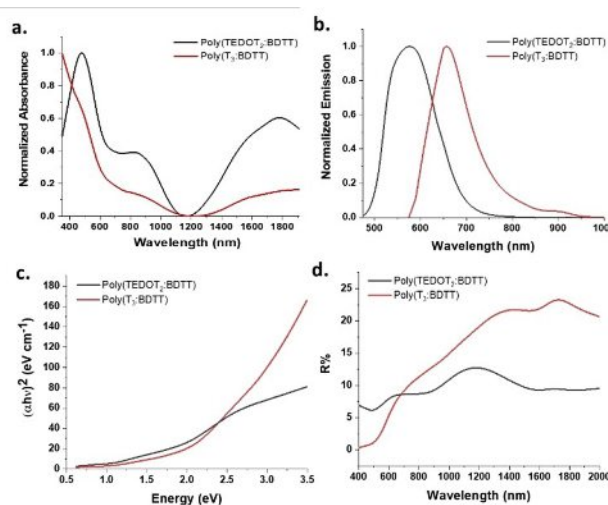 a.
Poly(TEDOT₂:BDTT)
Poly(T₃:BDTT)
Normalized Absorbance
1.0
0.8
0.6
0.4
0.2
0.0
400 600 800 1000 1200 1400 1600 1800
Wavelength (nm)
b.
Poly(TEDOT₂:BDTT)
Poly(T₃:BDTT)
Normalized Emission
1.0
0.8
0.6
0.4
0.2
0.0
500 600 700 800 900 100
Wavelength (nm)
c.
Poly(TEDOT₂:BDTT)
Poly(T₃:BDTT)
(αhν)² (eV cm⁻¹)
180
160
140
120
100
80
60
40
20
0
0.5 1.0 1.5 2.0 2.5 3.0 3.5
Energy (eV)
d.
Poly(TEDOT₂:BDTT)
Poly(T₃:BDTT)
R%
25
20
15
10
5
0
400 600 800 1000 1200 1400 1600 1800 2000
Wavelength (nm)